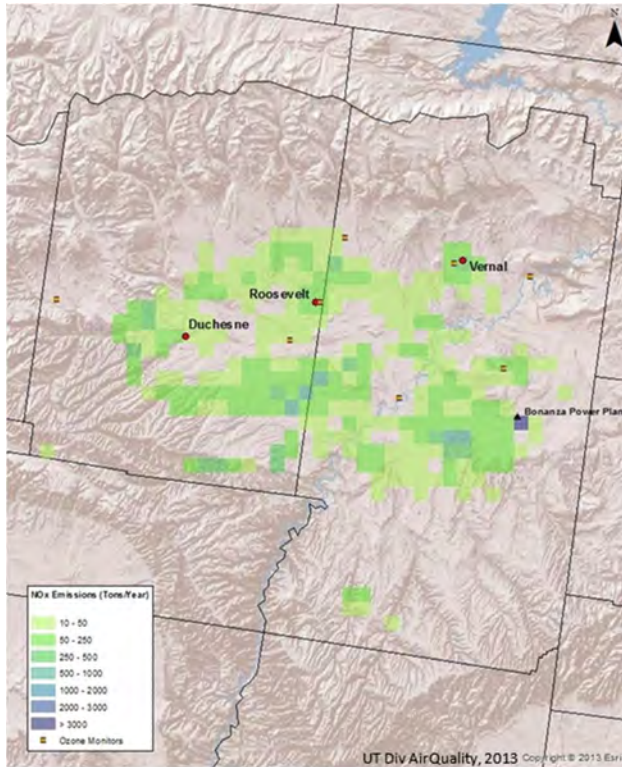 N
Vernal
Roosevelt
Duchesne
Bonanza Power Plan
NOx Emissions (Tons/Year)
10 - 50
50 - 250
250 - 500
500 - 1000
1000 - 2000
2000 - 3000
> 3000
Ozone Monitors
UT Div AirQuality, 2013 Copyright © 2013 Esri